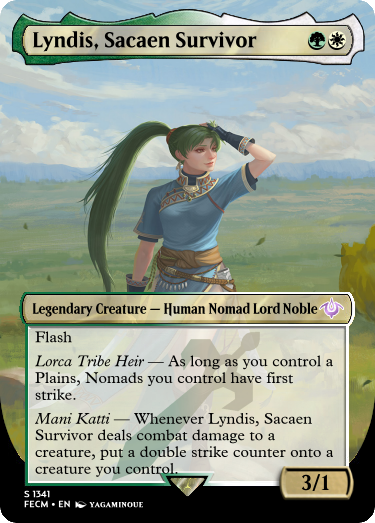 Lyndis, Sacaen Survivor
Legendary Creature — Human Nomad Lord Noble
Flash
Lorca Tribe Heir — As long as you control a
Plains, Nomads you control have first
strike.
Mani Katti — Whenever Lyndis, Sacaen
Survivor deals combat damage to a
creature, put a double strike counter onto a
creature you control.
3/1
S 1341
FECM • EN YAGAMINOUE